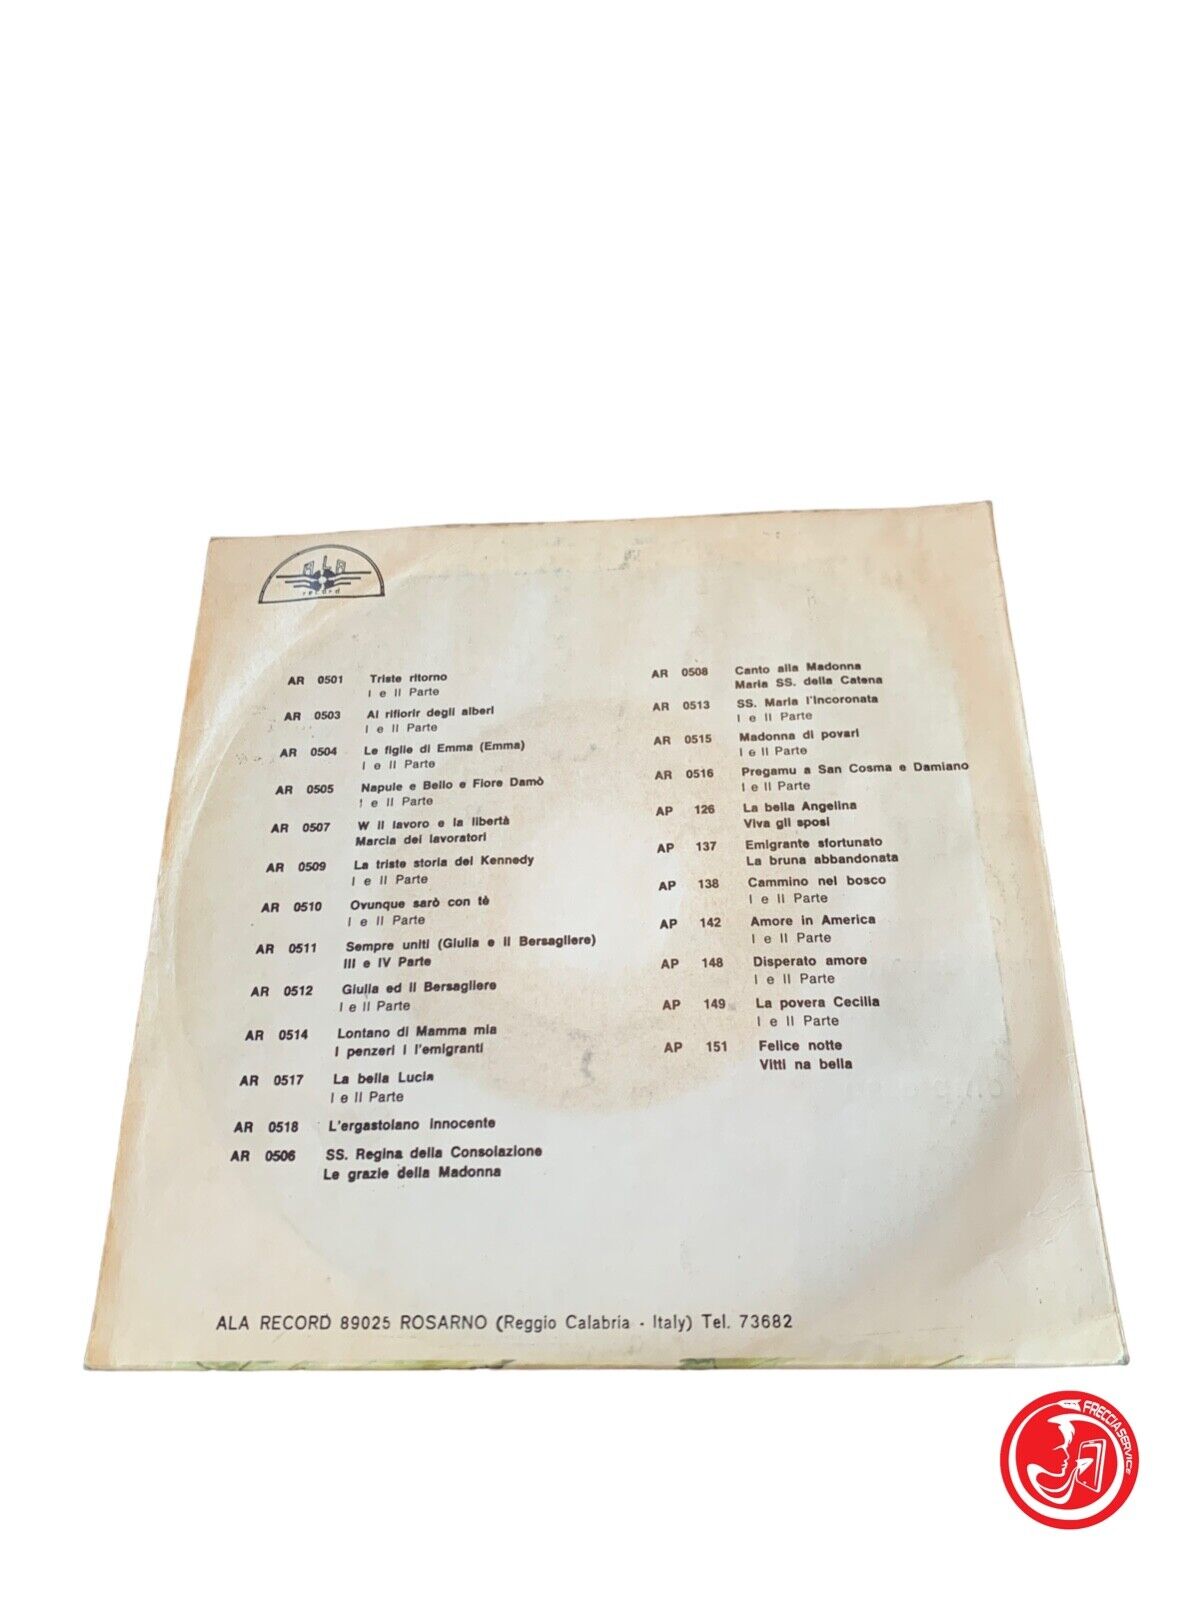 ALA
record
AR 0501 Triste ritorno
I e II Parte
AR 0503 Al rifiorir degli alberi
I e II Parte
AR 0504 Le figlie di Emma (Emma)
I e II Parte
AR 0505 Napule e Bello e Fiore Damò
I e II Parte
AR 0507 W il lavoro e la libertà
Marcia dei lavoratori
AR 0509 La triste storia dei Kennedy
I e II Parte
AR 0510 Ovunque sarò con tè
I e II Parte
AR 0511 Sempre uniti (Giulia e il Bersagliere)
III e IV Parte
AR 0512 Giulia ed il Bersagliere
I e II Parte
AR 0514 Lontano di Mamma mia
I penzeri i l'emigranti
AR 0517 La bella Lucia
I e II Parte
AR 0518 L'ergastolano innocente
AR 0506 SS. Regina della Consolazione
Le grazie della Madonna
AR 0508 Canto alla Madonna
Maria SS. della Catena
AR 0513 SS. Maria l'Incoronata
I e II Parte
AR 0515 Madonna di povari
I e II Parte
AR 0516 Pregamu a San Cosma e Damiano
I e II Parte
AP 126 La bella Angelina
Viva gli sposi
AP 137 Emigrante sfortunato
La bruna abbandonata
AP 138 Cammino nel bosco
I e II Parte
AP 142 Amore in America
I e II Parte
AP 148 Disperato amore
I e II Parte
AP 149 La povera Cecilia
I e II Parte
AP 151 Felice notte
Vitti na bella
ALA RECORD 89025 ROSARNO (Reggio Calabria - Italy) Tel. 73682
FRECCIA SERVICE